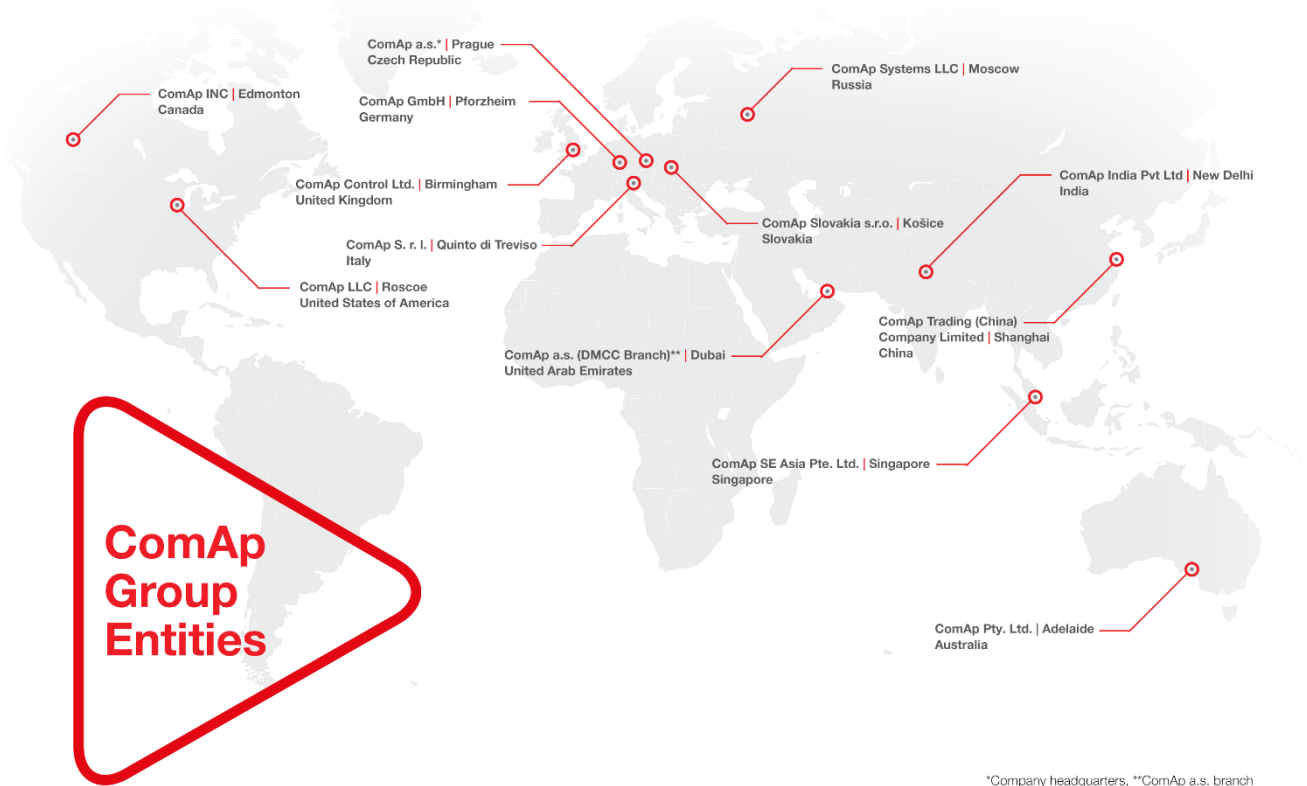 ComAp a.s.* | Prague
Czech Republic
ComAp Systems LLC | Moscow
Russia
ComAp INC | Edmonton
Canada
ComAp GmbH | Pforzheim
Germany
ComAp India Pvt Ltd | New Delhi
India
ComAp Control Ltd. | Birmingham
United Kingdom
ComAp Slovakia s.r.o. | Košice
Slovakia
ComAp S. r. l. | Quinto di Treviso
Italy
ComAp LLC | Roscoe
United States of America
ComAp Trading (China)
Company Limited | Shanghai
China
ComAp a.s. (DMCC Branch)** | Dubai
United Arab Emirates
ComAp SE Asia Pte. Ltd. | Singapore
Singapore
ComAp
Group
Entities
ComAp Pty. Ltd. | Adelaide
Australia
*Company headquarters, **ComAp a.s. branch